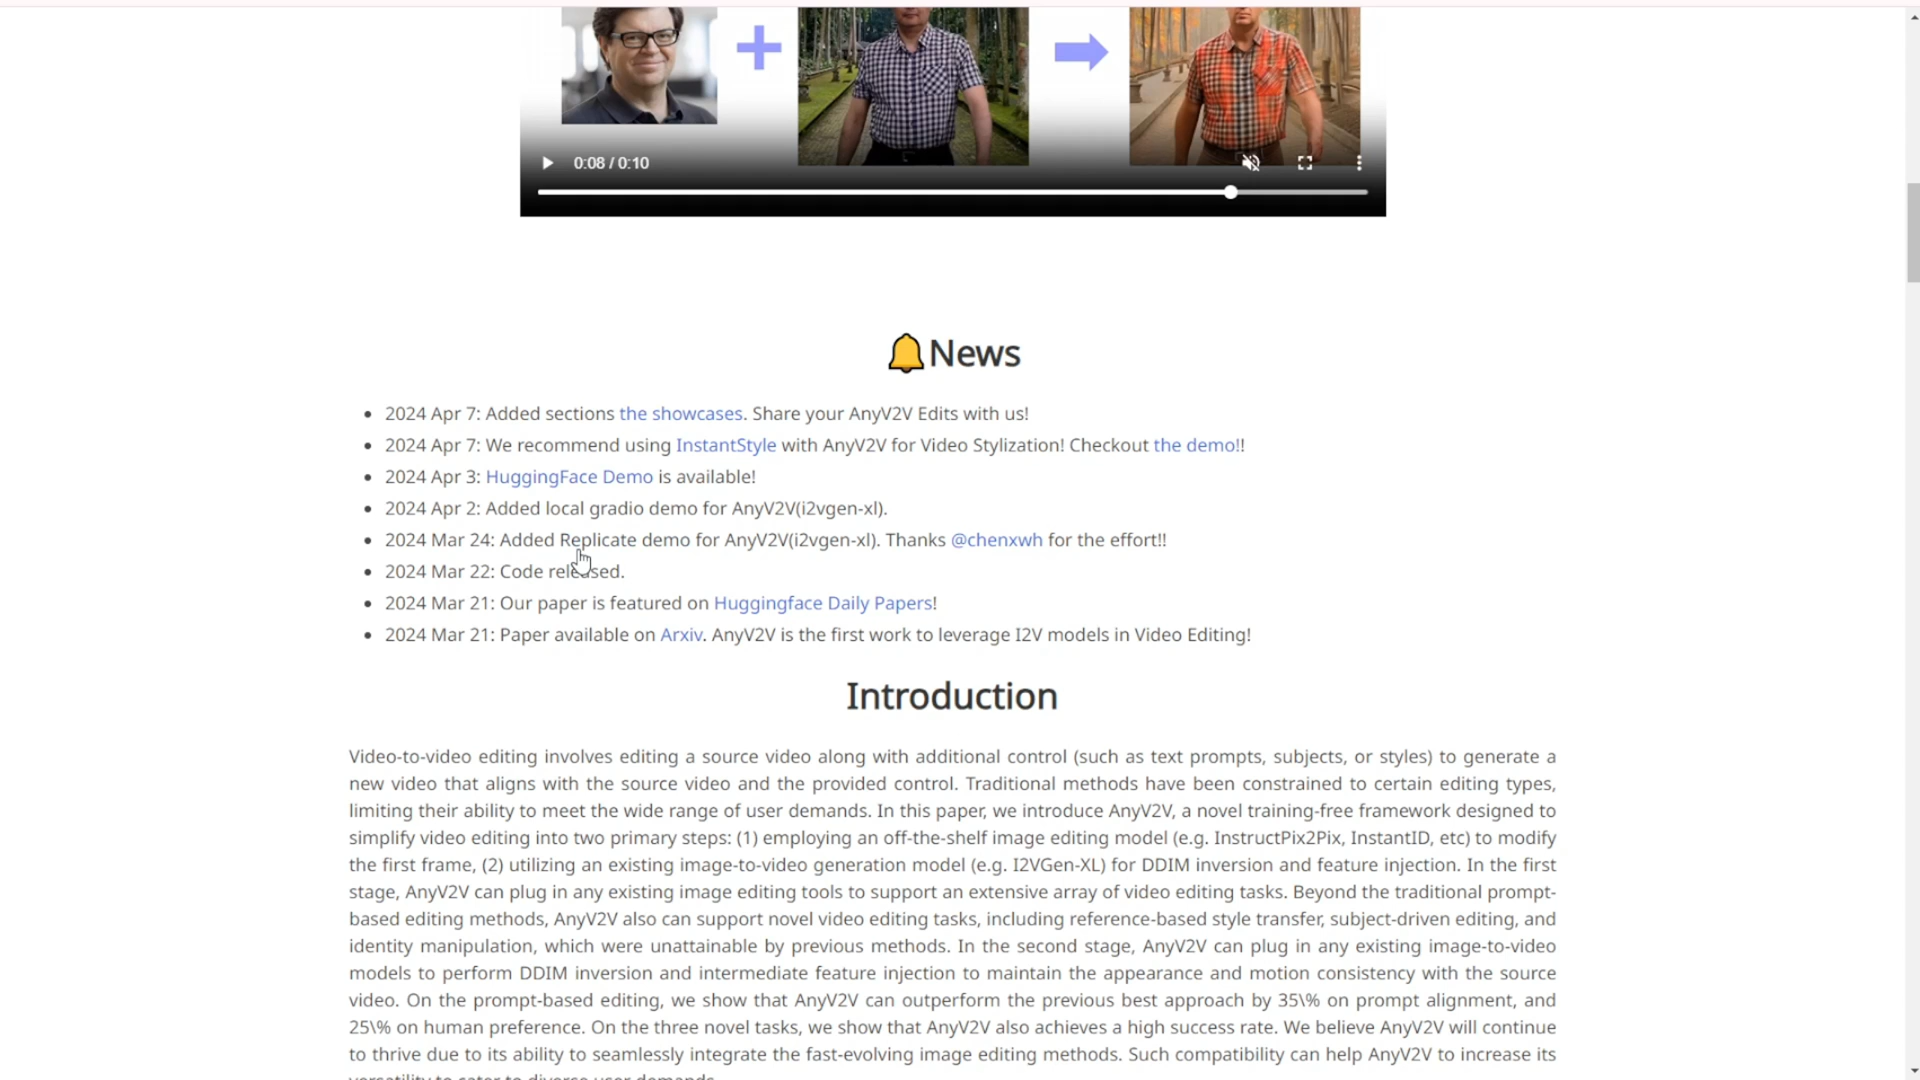 0:08 / 0:10
News
2024 Apr 7: Added sections the showcases. Share your AnyV2V Edits with us!
2024 Apr 7: We recommend using InstantStyle with AnyV2V for Video Stylization! Checkout the demo!!
2024 Apr 3: HuggingFace Demo is available!
2024 Apr 2: Added local gradio demo for AnyV2V(i2vgen-xl).
2024 Mar 24: Added Replicate demo for AnyV2V(i2vgen-xl). Thanks @chenxwh for the effort!!
2024 Mar 22: Code released.
2024 Mar 21: Our paper is featured on Huggingface Daily Papers!
2024 Mar 21: Paper available on Arxiv. AnyV2V is the first work to leverage I2V models in Video Editing!
Introduction
Video-to-video editing involves editing a source video along with additional control (such as text prompts, subjects, or styles) to generate a
new video that aligns with the source video and the provided control. Traditional methods have been constrained to certain editing types,
limiting their ability to meet the wide range of user demands. In this paper, we introduce AnyV2V, a novel training-free framework designed to
simplify video editing into two primary steps: (1) employing an off-the-shelf image editing model (e.g. InstructPix2Pix, InstantID, etc) to modify
the first frame, (2) utilizing an existing image-to-video generation model (e.g. I2VGen-XL) for DDIM inversion and feature injection. In the first
stage, AnyV2V can plug in any existing image editing tools to support an extensive array of video editing tasks. Beyond the traditional prompt-
based editing methods, AnyV2V also can support novel video editing tasks, including reference-based style transfer, subject-driven editing, and
identity manipulation, which were unattainable by previous methods. In the second stage, AnyV2V can plug in any existing image-to-video
models to perform DDIM inversion and intermediate feature injection to maintain the appearance and motion consistency with the source
video. On the prompt-based editing, we show that AnyV2V can outperform the previous best approach by 35\% on prompt alignment, and
25\% on human preference. On the three novel tasks, we show that AnyV2V also achieves a high success rate. We believe AnyV2V will continue
to thrive due to its ability to seamlessly integrate the fast-evolving image editing methods. Such compatibility can help AnyV2V to increase its
versatility to cater to diverse user demands.